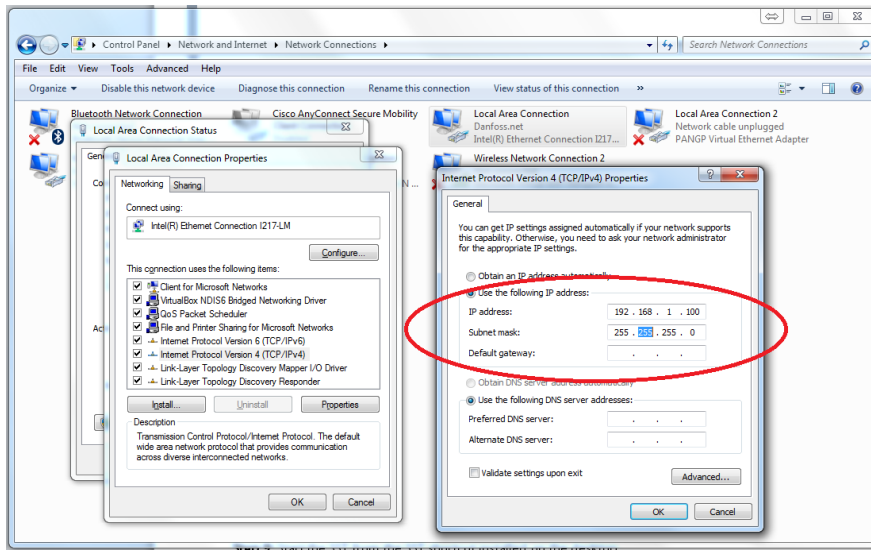 Control Panel ▸ Network and Internet ▸ Network Connections ▸
Search Network Connections
File Edit View Tools Advanced Help
Organize Disable this network device Diagnose this connection Rename this connection View status of this connection »
Bluetooth Network Connection
Cisco AnyConnect Secure Mobility
Local Area Connection
Danfoss.net
Intel(R) Ethernet Connection I217...
Local Area Connection 2
Network cable unplugged
PANGP Virtual Ethernet Adapter
Wireless Network Connection 2
N ...
Local Area Connection Status
Local Area Connection Properties
Networking Sharing
Connect using:
Intel(R) Ethernet Connection I217-LM
Configure...
This connection uses the following items:
Client for Microsoft Networks
VirtualBox NDIS6 Bridged Networking Driver
QoS Packet Scheduler
File and Printer Sharing for Microsoft Networks
Internet Protocol Version 6 (TCP/IPv6)
Internet Protocol Version 4 (TCP/IPv4)
Link-Layer Topology Discovery Mapper I/O Driver
Link-Layer Topology Discovery Responder
Install... Uninstall Properties
Description
Transmission Control Protocol/Internet Protocol. The default
wide area network protocol that provides communication
across diverse interconnected networks.
OK Cancel
Internet Protocol Version 4 (TCP/IPv4) Properties
General
You can get IP settings assigned automatically if your network supports
this capability. Otherwise, you need to ask your network administrator
for the appropriate IP settings.
Obtain an IP address automatically
Use the following IP address:
IP address: 192 . 168 . 1 . 100
Subnet mask: 255 . 255 . 255 . 0
Default gateway: . . .
Obtain DNS server address automatically
Use the following DNS server addresses:
Preferred DNS server: . . .
Alternate DNS server: . . .
Validate settings upon exit
Advanced...
OK Cancel